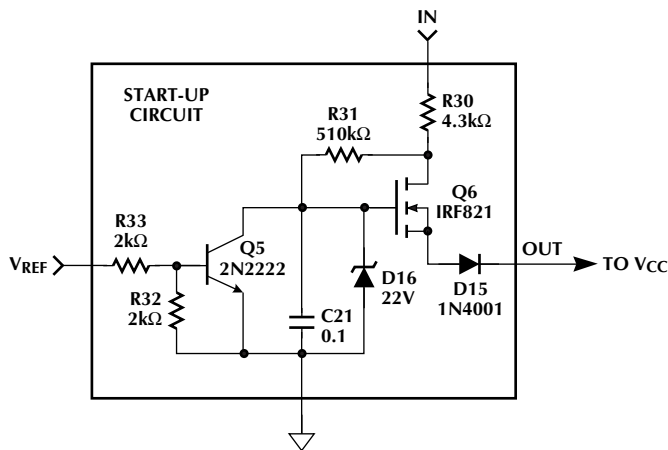 IN
START-UP
CIRCUIT
R31
510kΩ
R30
4.3kΩ
Q6
IRF821
R33
2kΩ
Q5
2N2222
VREF
OUT
TO VCC
D16
22V
D15
1N4001
R32
2kΩ
C21
0.1